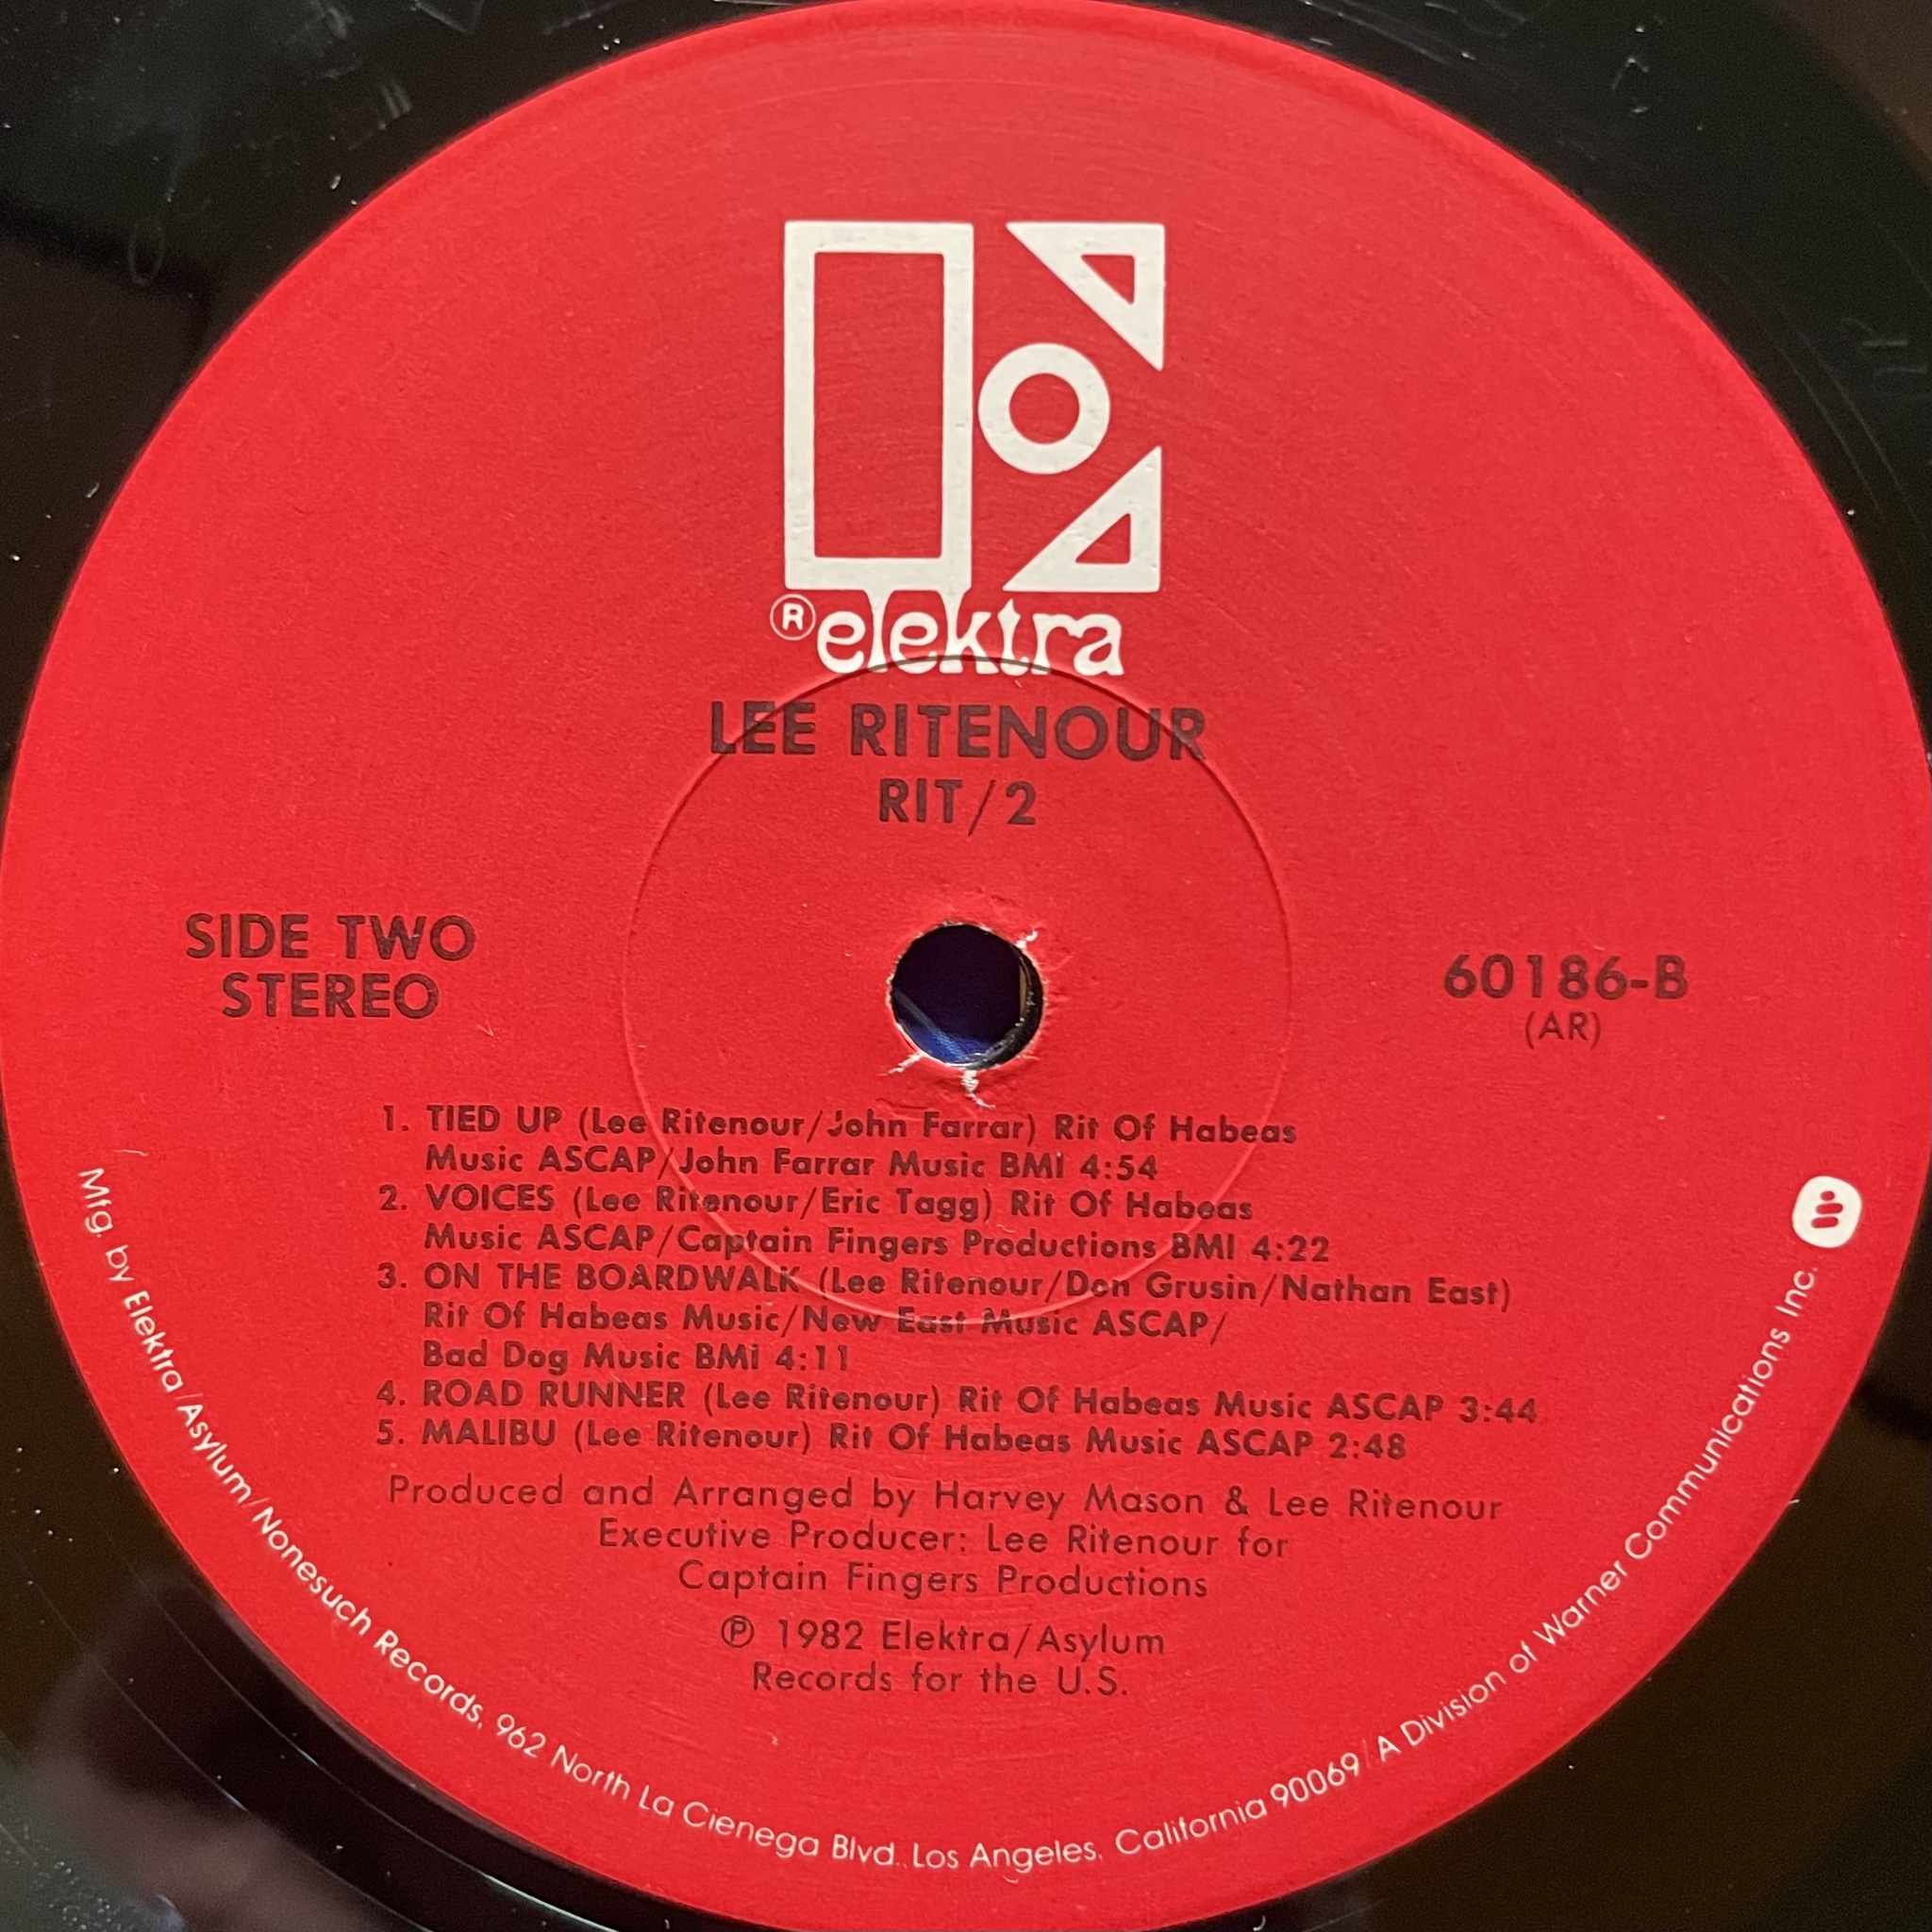 ® elektra
LEE RITENOUR
RIT/2
SIDE TWO
STEREO
60186-B
(AR)
1. TIED UP (Lee Ritenour/John Farrar) Rit Of Habeas
Music ASCAP/John Farrar Music BMI 4:54
2. VOICES (Lee Ritenour/Eric Tagg) Rit Of Habeas
Music ASCAP/Captain Fingers Productions BMI 4:22
3. ON THE BOARDWALK (Lee Ritenour/Don Grusin/Nathan East)
Rit Of Habeas Music/New East Music ASCAP/
Bad Dog Music BMi 4:11
4. ROAD RUNNER (Lee Ritenour) Rit Of Habeas Music ASCAP 3:44
5. MALIBU (Lee Ritenour) Rit Of Habeas Music ASCAP 2:48
Produced and Arranged by Harvey Mason & Lee Ritenour
Executive Producer: Lee Ritenour for
Captain Fingers Productions
℗ 1982 Elektra/Asylum
Records for the U.S.
Mfg. by Elektra/Asylum/Nonesuch Records, 962 North La Cienega Blvd., Los Angeles, California 90069/A Division of Warner Communications Inc.